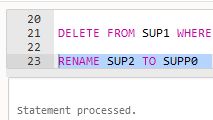 20
21 DELETE FROM SUP1 WHERE
22
23 RENAME SUP2 TO SUPP0
Statement processed.